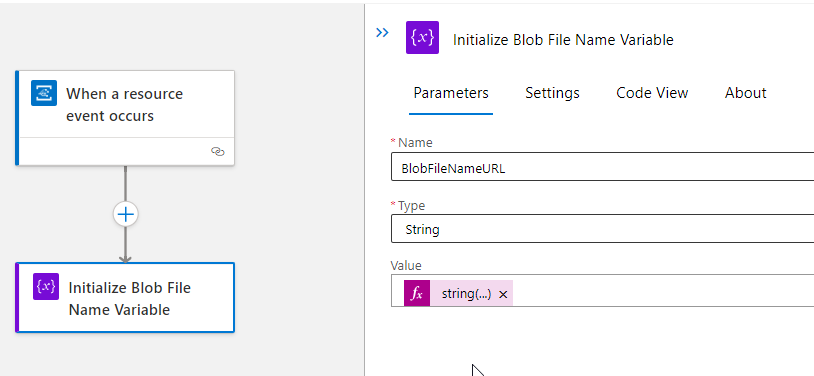 When a resource
event occurs
{x}
Initialize Blob File
Name Variable
{x}
Initialize Blob File Name Variable
Parameters
Settings
Code View
About
* Name
BlobFileNameURL
* Type
String
Value
fx
string(...) ×